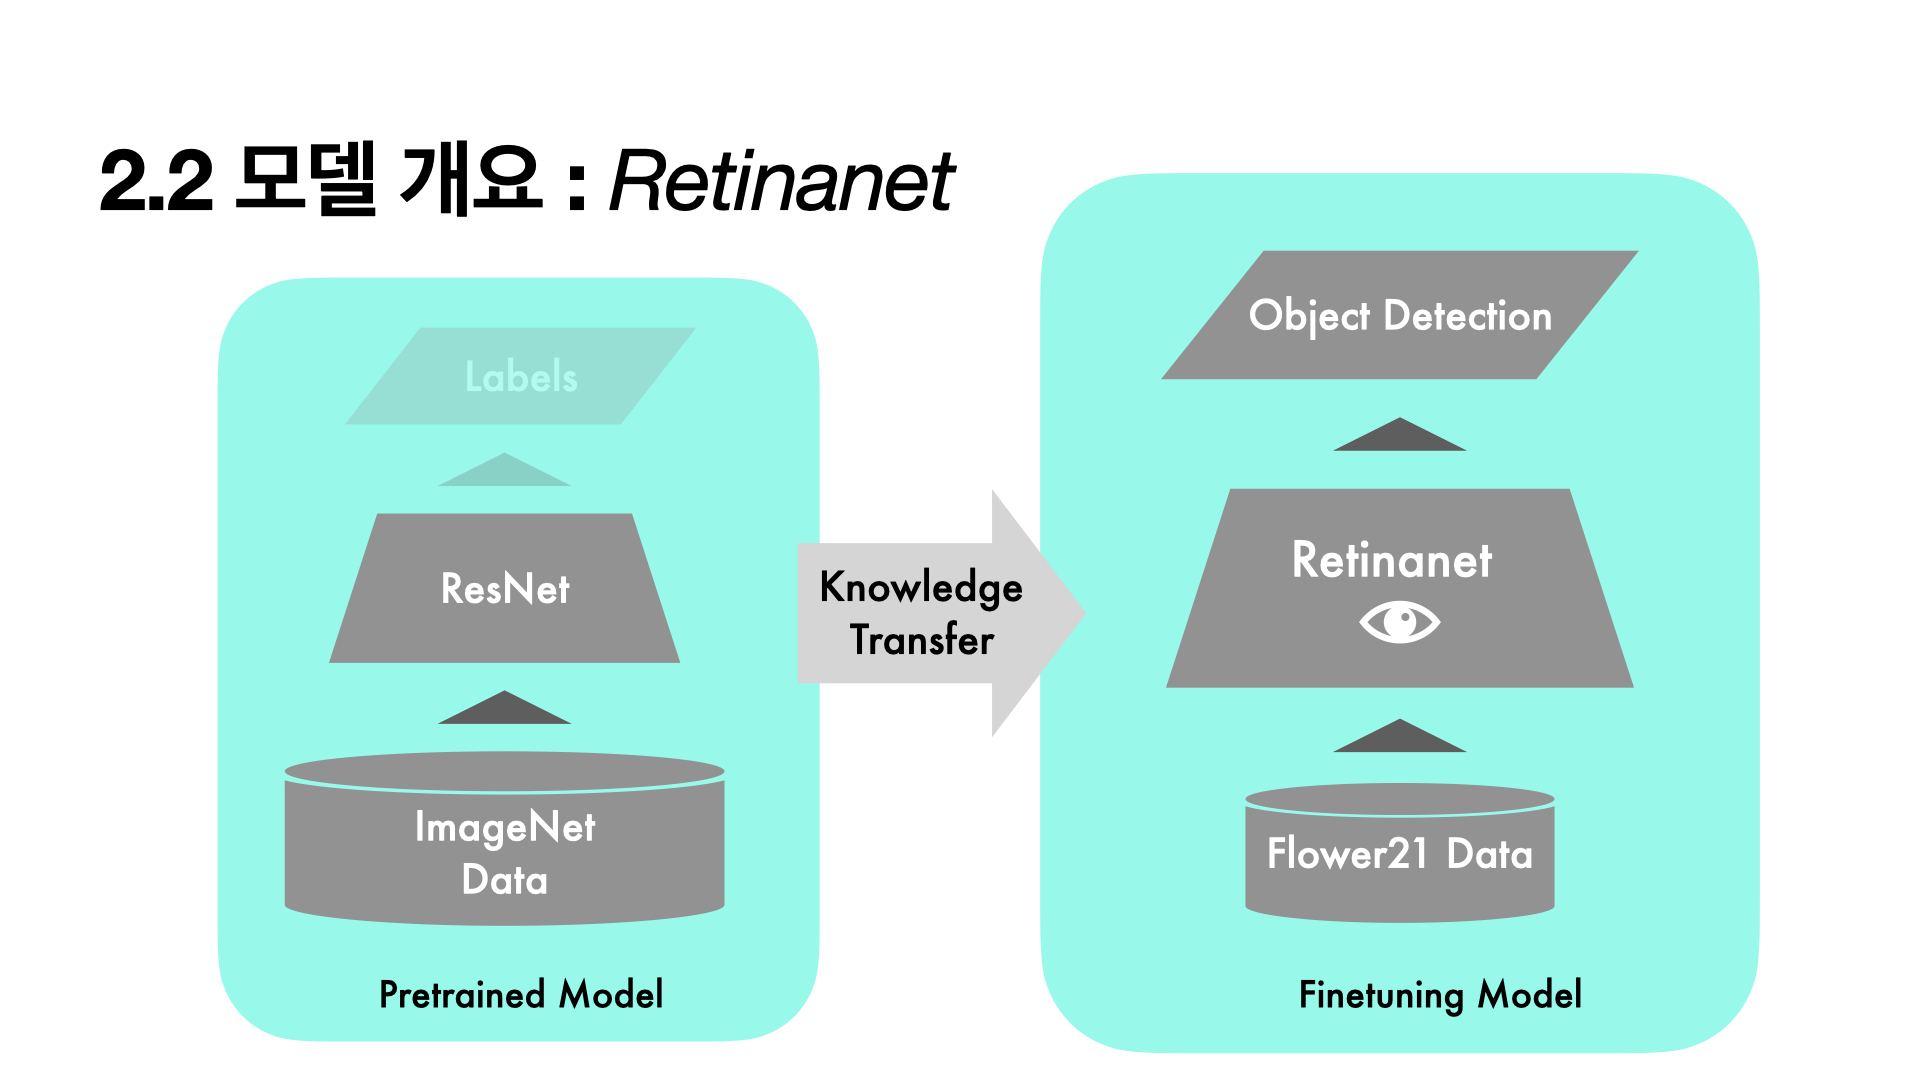 2.2 모델 개요 : Retinanet
Labels
ResNet
ImageNet
Data
Pretrained Model
Knowledge
Transfer
Object Detection
Retinanet
Flower21 Data
Finetuning Model